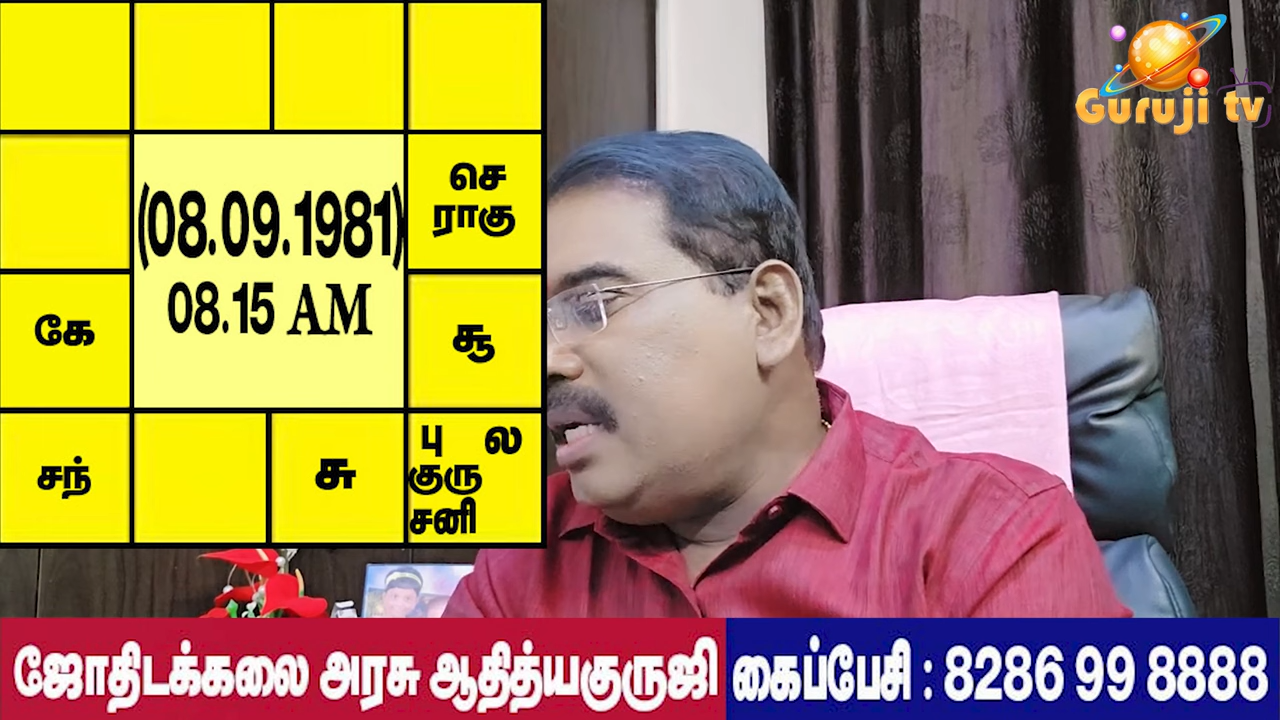 Guruji tv
செ
ராகு
(08.09.1981)
08.15 AM
கே
சூ
பு ல
குரு
சனி
சந்
சு
ஜோதிடக்கலை அரசு ஆதித்யகுருஜி
கைப்பேசி : 8286 99 8888